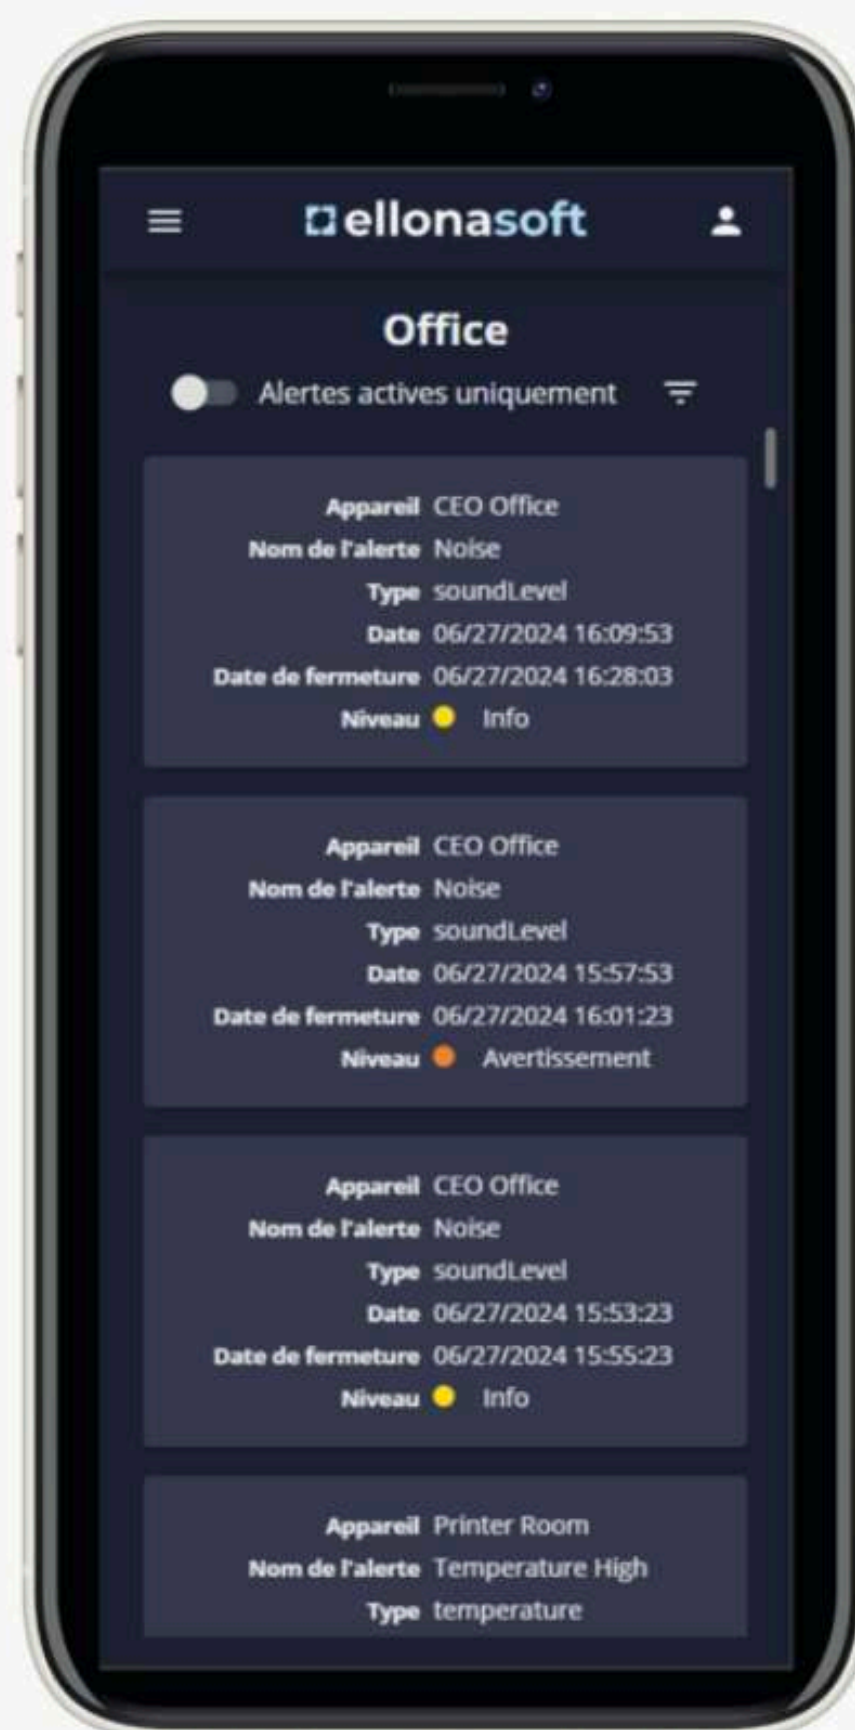 ellonasoft
Office
Alertes actives uniquement
Appareil CEO Office
Nom de l'alerte Noise
Type soundLevel
Date 06/27/2024 16:09:53
Date de fermeture 06/27/2024 16:28:03
Niveau Info
Appareil CEO Office
Nom de l'alerte Noise
Type soundLevel
Date 06/27/2024 15:57:53
Date de fermeture 06/27/2024 16:01:23
Niveau Avertissement
Appareil CEO Office
Nom de l'alerte Noise
Type soundLevel
Date 06/27/2024 15:53:23
Date de fermeture 06/27/2024 15:55:23
Niveau Info
Appareil Printer Room
Nom de l'alerte Temperature High
Type temperature